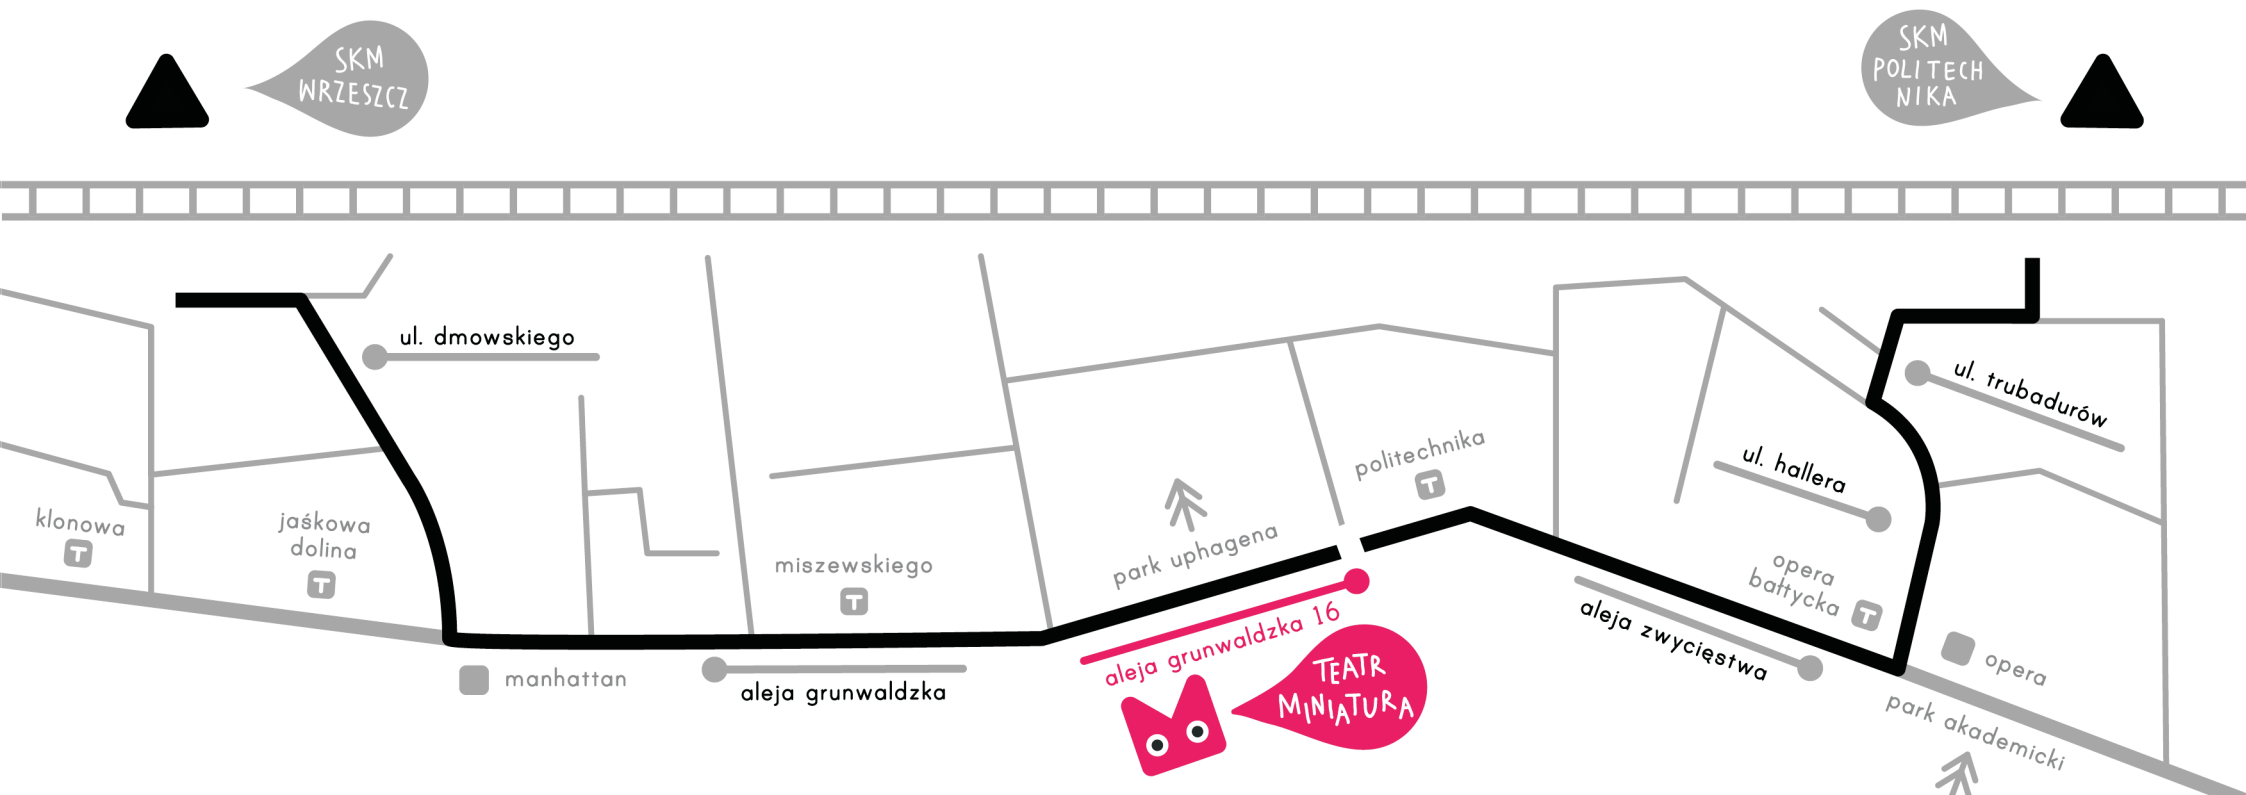 SKM
WRZESZCZ
SKM
POLITECH
NIKA
ul. dmowskiego
ul. trubadurów
politechnika
T
ul. hallera
klonowa
T
jaśkowa
dolina
T
miszewskiego
T
park uphagena
opera
bałtycka
T
aleja grunwaldzka 16
aleja zwycięstwa
manhattan
aleja grunwaldzka
TEATR
MINIATURA
opera
park akademicki